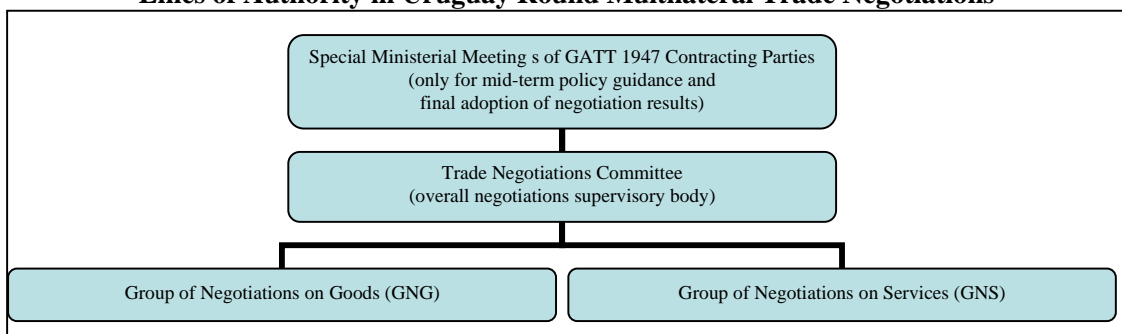 Lines of Authority in Uruguay Round Multilateral Trade Negotiations
Special Ministerial Meeting s of GATT 1947 Contracting Parties
(only for mid-term policy guidance and
final adoption of negotiation results)
Trade Negotiations Committee
(overall negotiations supervisory body)
Group of Negotiations on Goods (GNG)
Group of Negotiations on Services (GNS)